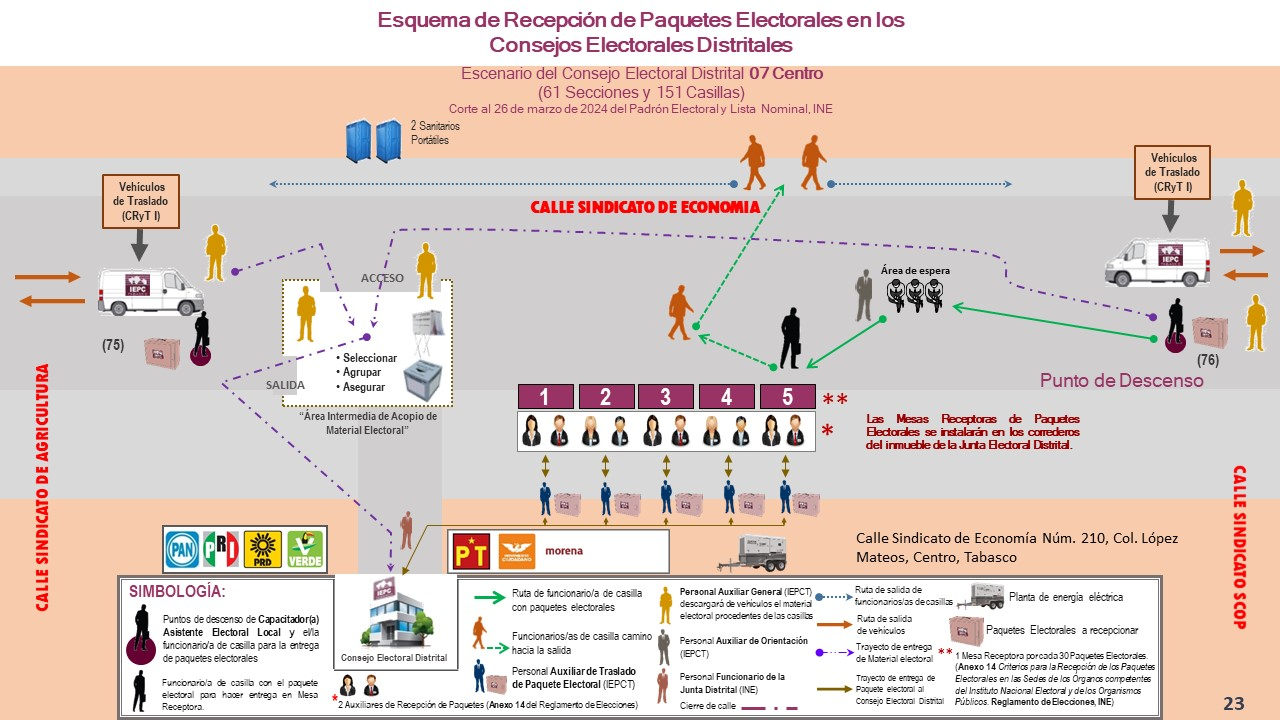 Esquema de Recepción de Paquetes Electorales en los
Consejos Electorales Distritales
Escenario del Consejo Electoral Distrital 07 Centro
(61 Secciones y 151 Casillas)
Corte al 26 de marzo de 2024 del Padrón Electoral y Lista Nominal, INE
2 Sanitarios
Portátiles
Vehículos
de Traslado
(CRyT I)
Vehículos
de Traslado
(CRyT I)
CALLE SINDICATO DE ECONOMIA
ACCESO
Área de espera
IEPC
IEPC
(75)
• Seleccionar
• Agrupar
• Asegurar
SALIDA
(76)
Punto de Descenso
"Área Intermedia de Acopio de
Material Electoral"
1 2 3 4 5 **
*
Las Mesas Receptoras de Paquetes
Electorales se instalarán en los corredores
del inmueble de la Junta Electoral Distrital.
CALLE SINDICATO DE AGRICULTURA
CALLE SINDICATO SCOP
PAN
PRD
PRD
VERDE
PT
MOVIMIENTO
CIUDADANO
morena
Calle Sindicato de Economía Núm. 210, Col. López
Mateos, Centro, Tabasco
SIMBOLOGÍA:
Puntos de descenso de Capacitador(a)
Asistente Electoral Local y el/la
funcionario/a de casilla para la entrega
de paquetes electorales
Funcionario/a de casilla con el paquete
electoral para hacer entrega en Mesa
Receptora.
IEPC
Consejo Electoral Distrital
Ruta de funcionario/a de casilla
con paquetes electorales
Funcionarios/as de casilla camino
hacia la salida
Personal Auxiliar de Traslado
de Paquete Electoral (IEPCT)
* 2 Auxiliares de Recepción de Paquetes (Anexo 14 del Reglamento de Elecciones)
Personal Auxiliar General (IEPCT)
descargará de vehículos el material
electoral procedentes de las casillas
Personal Auxiliar de Orientación
(IEPCT)
Personal Funcionario de la
Junta Distrital (INE)
Cierre de calle
Ruta de salida de
funcionarios/as de casillas
Ruta de salida
de vehículos
Trayecto de entrega
de Material electoral
Trayecto de entrega de
Paquete electoral al
Consejo Electoral Distrital
Planta de energía eléctrica
Paquetes Electorales a recepcionar
** 1 Mesa Receptora por cada 30 Paquetes Electorales.
(Anexo 14 Criterios para la Recepción de los Paquetes
Electorales en las Sedes de los Órganos competentes
del Instituto Nacional Electoral y de los Organismos
Públicos. Reglamento de Elecciones, INE)
23